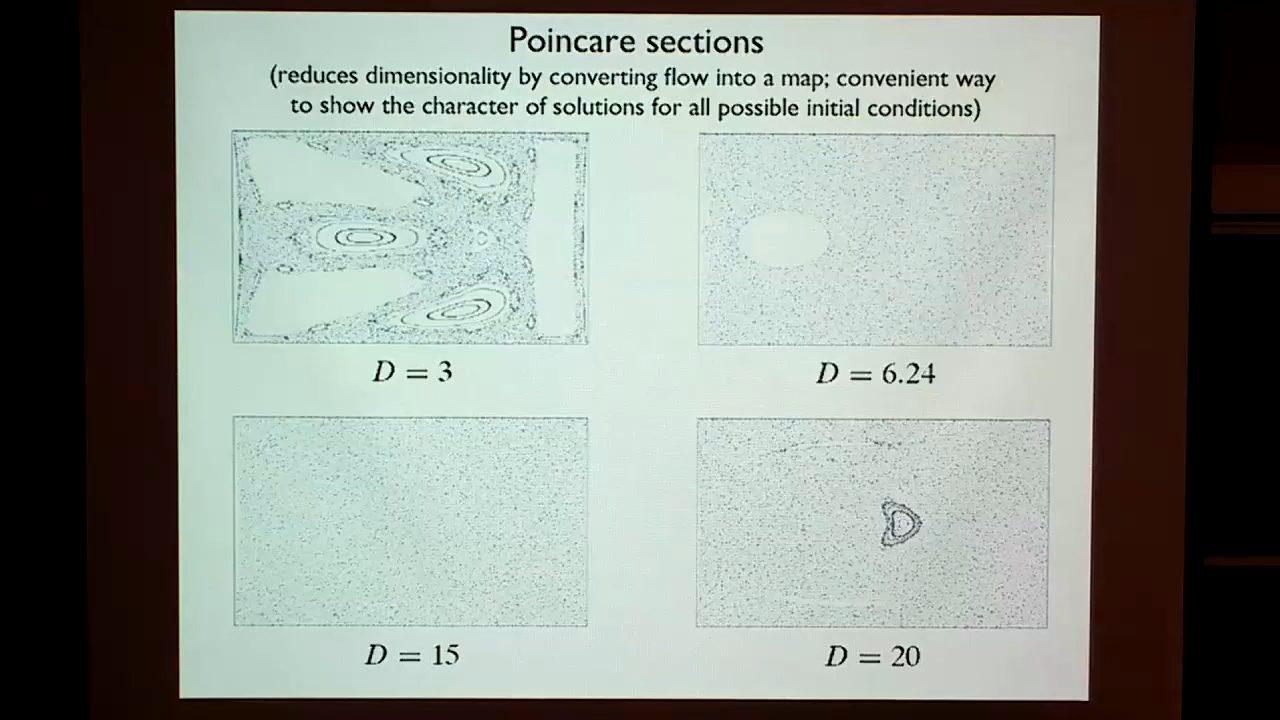 Poincare sections
(reduces dimensionality by converting flow into a map; convenient way
to show the character of solutions for all possible initial conditions)
D = 3
D = 6.24
D = 15
D = 20